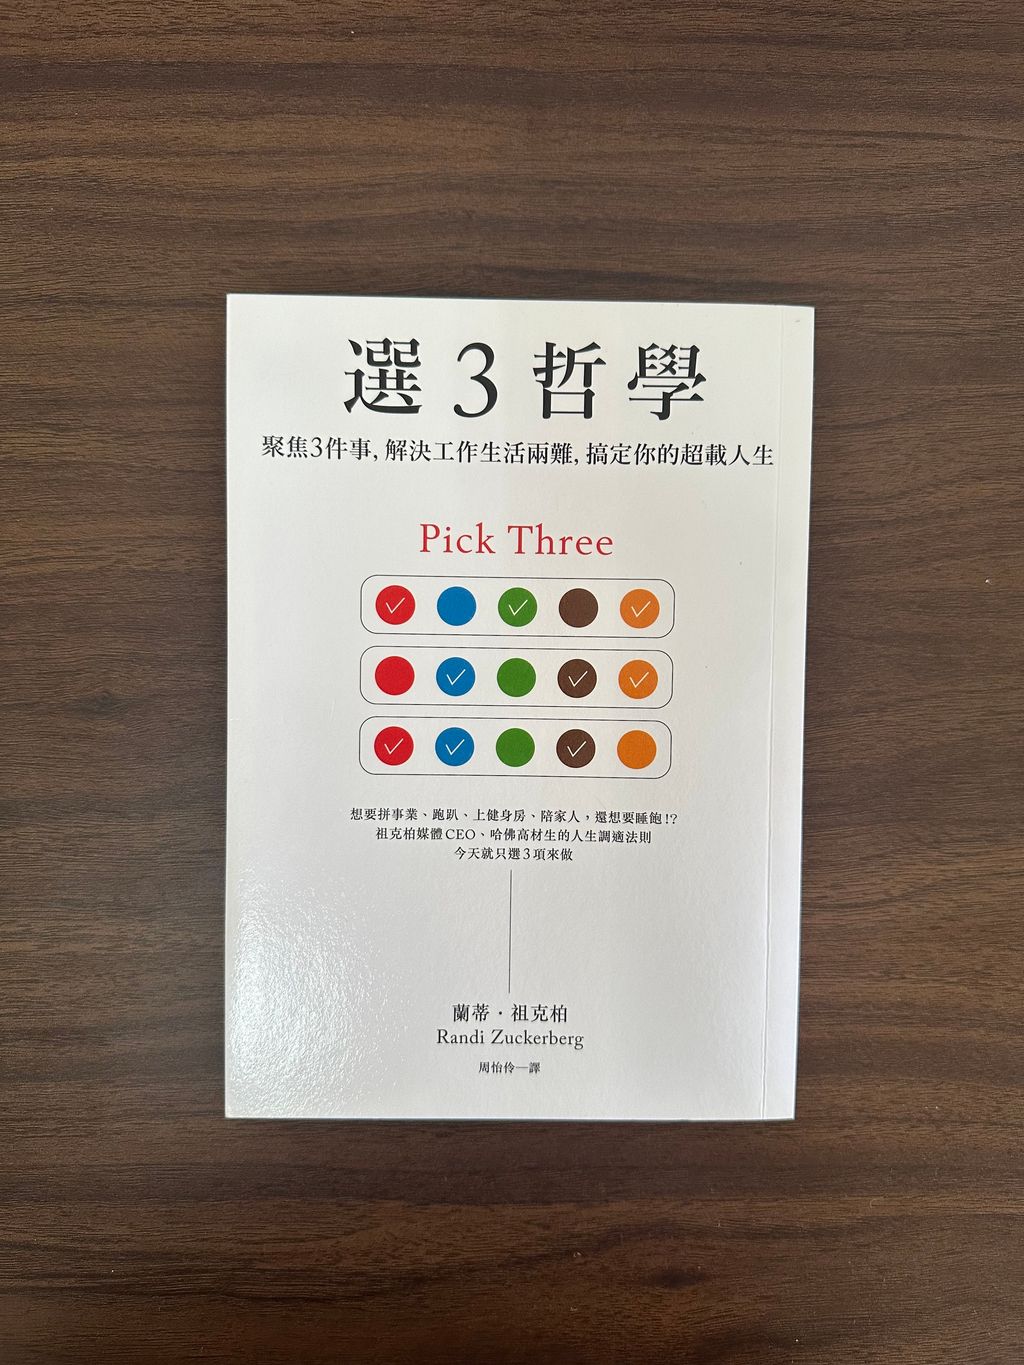 選3哲學
聚焦3件事, 解決工作生活兩難, 搞定你的超載人生
Pick Three
想要拼事業、跑趴、上健身房、陪家人，還想要睡飽!?
祖克柏媒體CEO、哈佛高材生的人生調適法則
今天就只選3項來做
蘭蒂・祖克柏
Randi Zuckerberg
周怡伶—譯